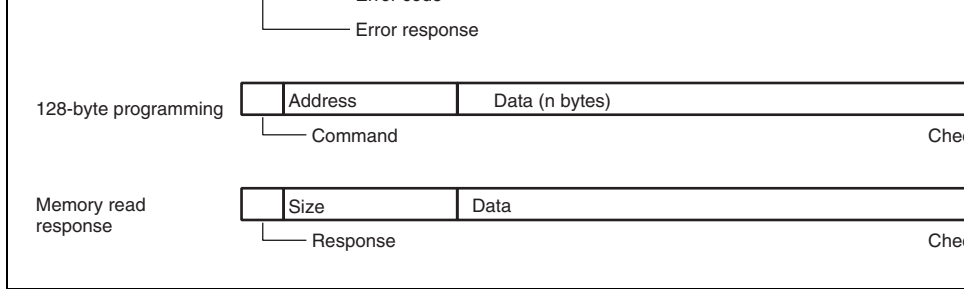 Error response
128-byte programming
Address
Data (n bytes)
Command
Memory read
response
Size
Data
Response